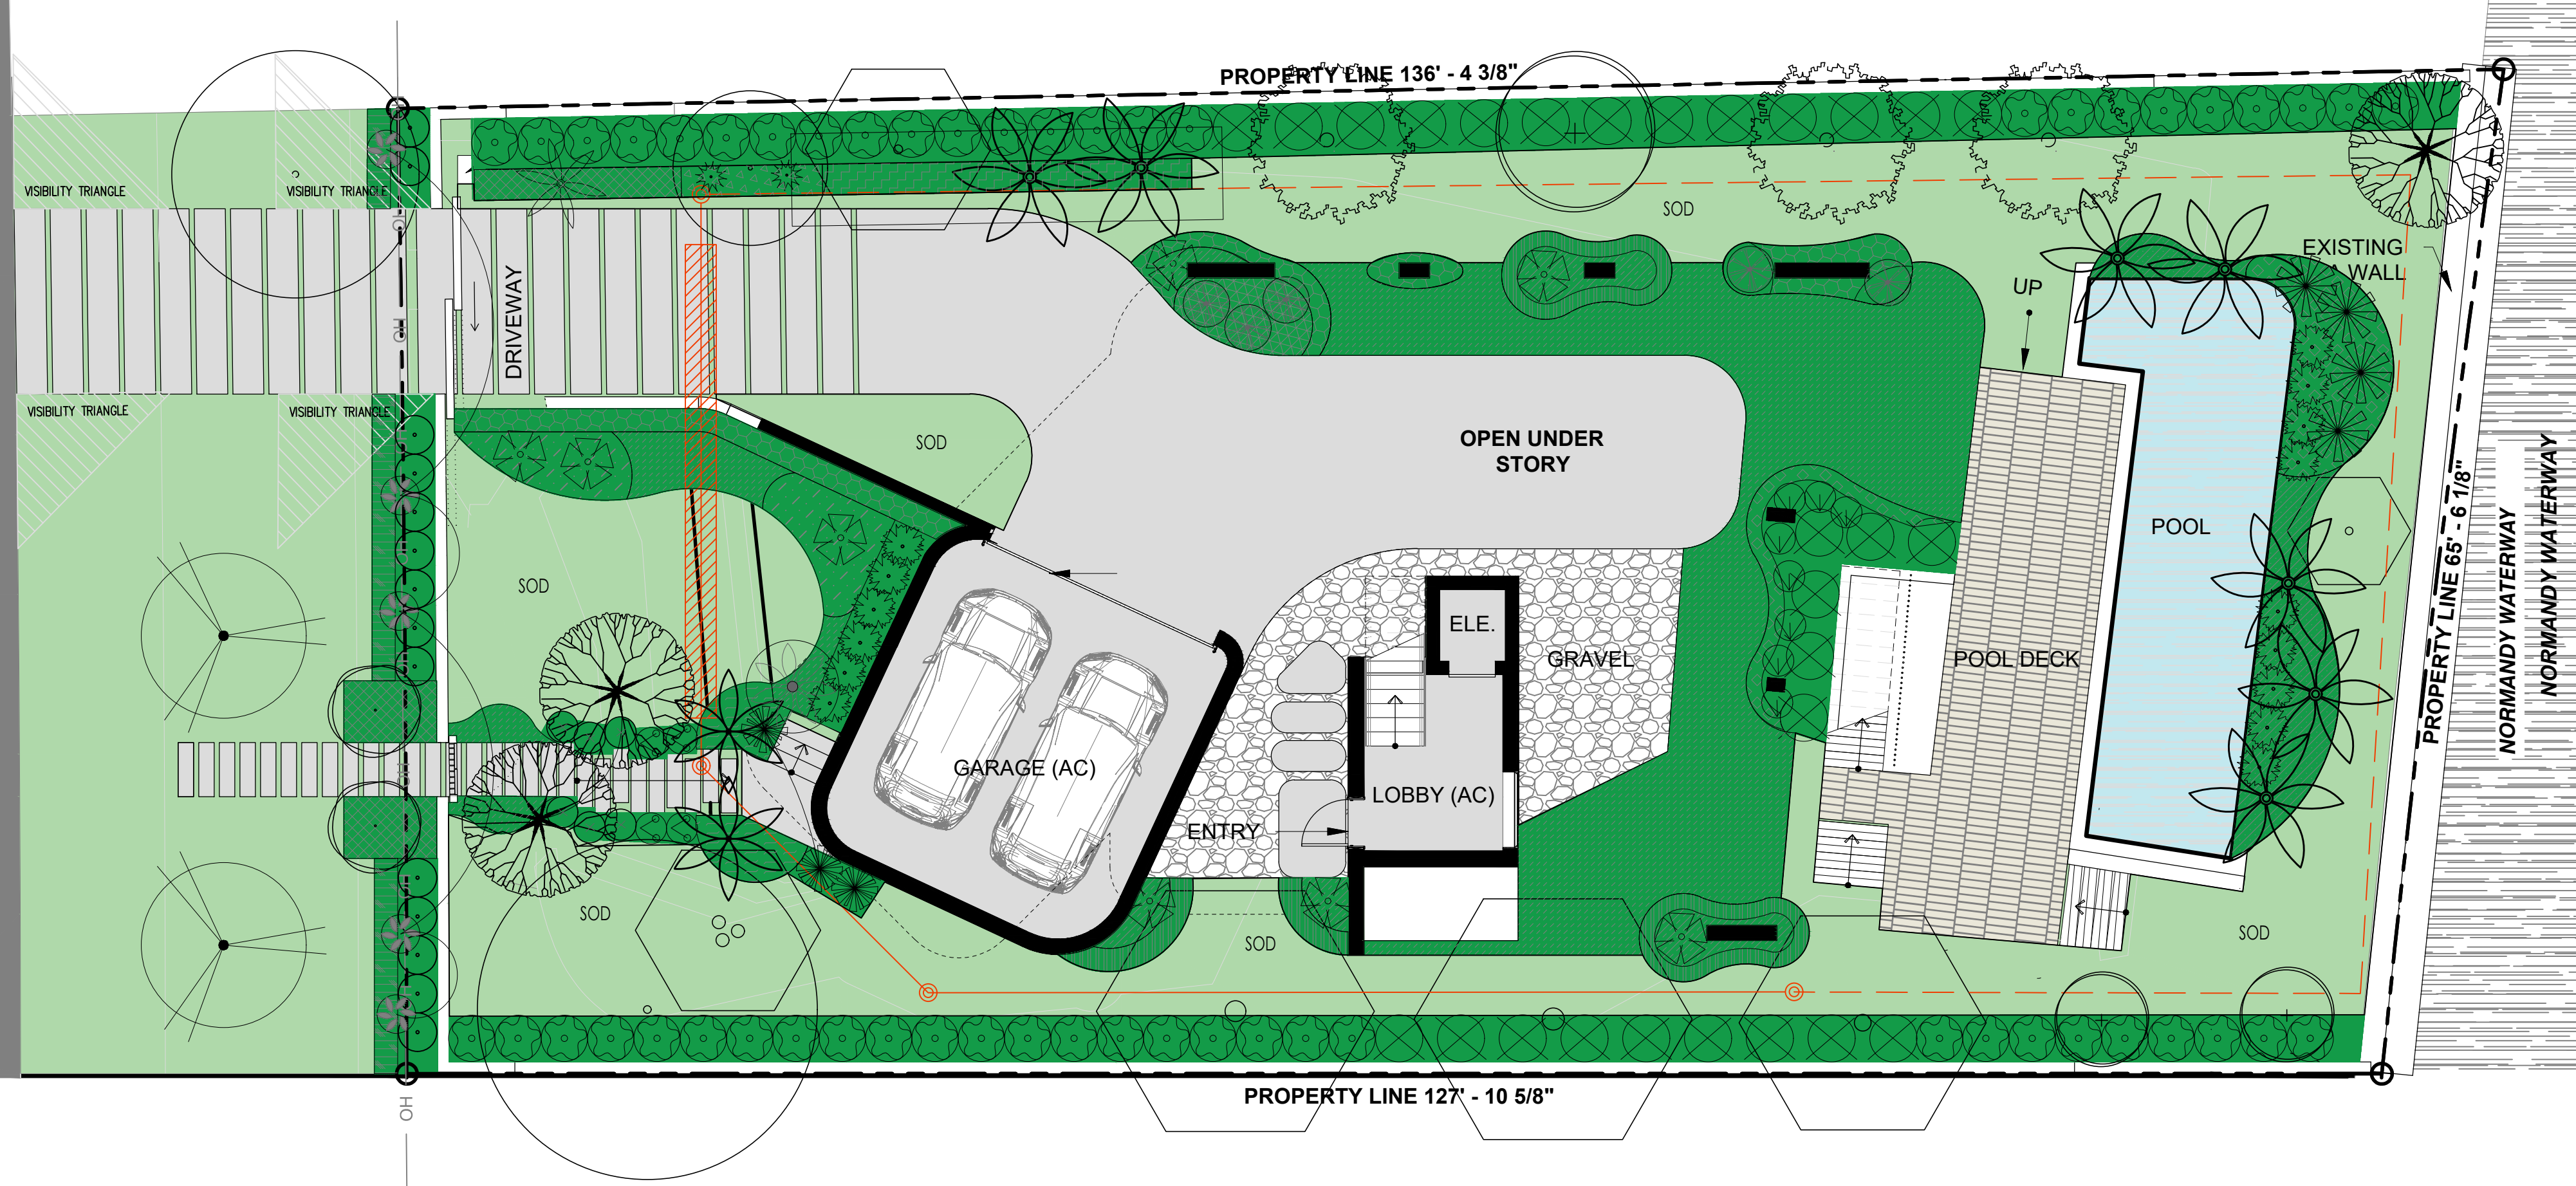 PROPERTY LINE 136' - 4 3/8"
VISIBILITY TRIANGLE
VISIBILITY TRIANGLE
SOD
EXISTING
WALL
UP
DRIVEWAY
VISIBILITY TRIANGLE
VISIBILITY TRIANGLE
SOD
OPEN UNDER
STORY
POOL
PROPERTY LINE 65' - 6 1/8"
NORMANDY WATERWAY
NORMANDY WATERWAY
SOD
ELE.
GRAVEL
POOL DECK
GARAGE (AC)
LOBBY (AC)
ENTRY
SOD
SOD
SOD
PROPERTY LINE 127' - 10 5/8"